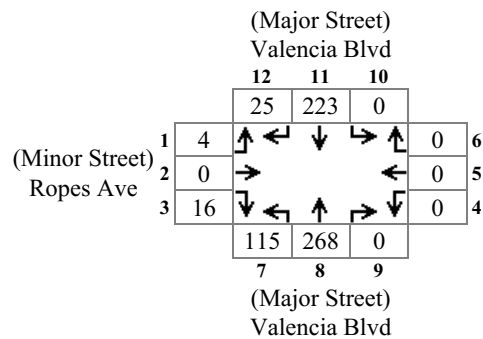 (Major Street)
Valencia Blvd
12 11 10
25 223 0
1 4 0 6
(Minor Street)
Ropes Ave
2 0 0 5
3 16 0 4
115 268 0
7 8 9
(Major Street)
Valencia Blvd